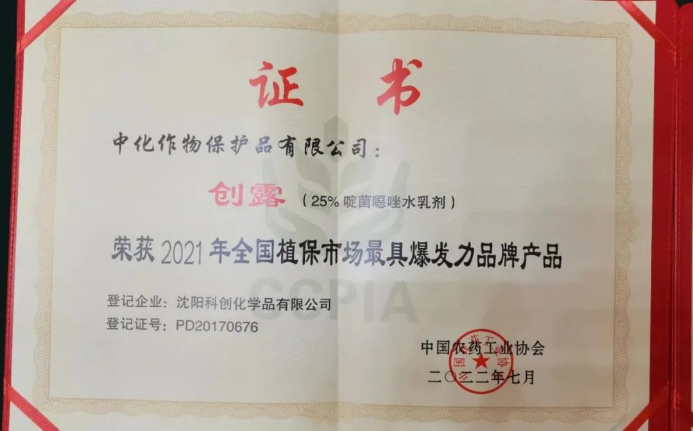 证 书
中化作物保护品有限公司：
创露（25% 啶菌噁唑水乳剂）
荣获 2021 年全国植保市场最具爆发力品牌产品
登记企业：沈阳科创化学品有限公司
登记证号：PD20170676
CCPIA
中国农药工业协会
二〇二二年七月